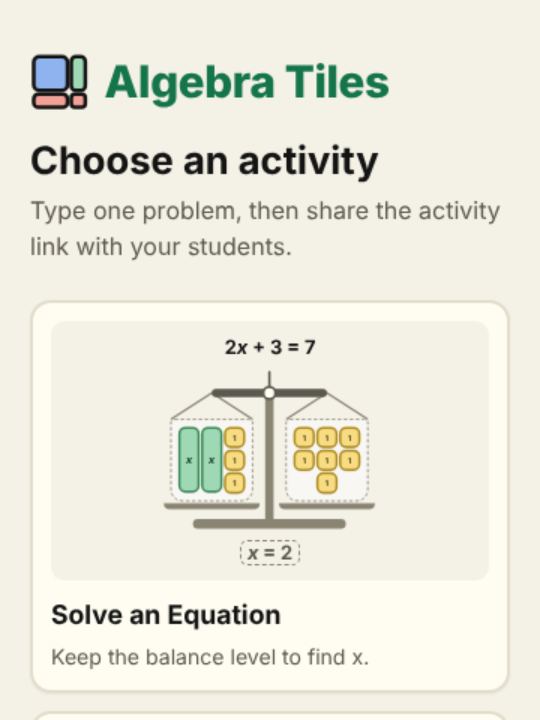 Algebra Tiles
Choose an activity
Type one problem, then share the activity
link with your students.
2x + 3 = 7
x x 1 1 1 1
1 1 1 1
1 1
x = 2
Solve an Equation
Keep the balance level to find x.